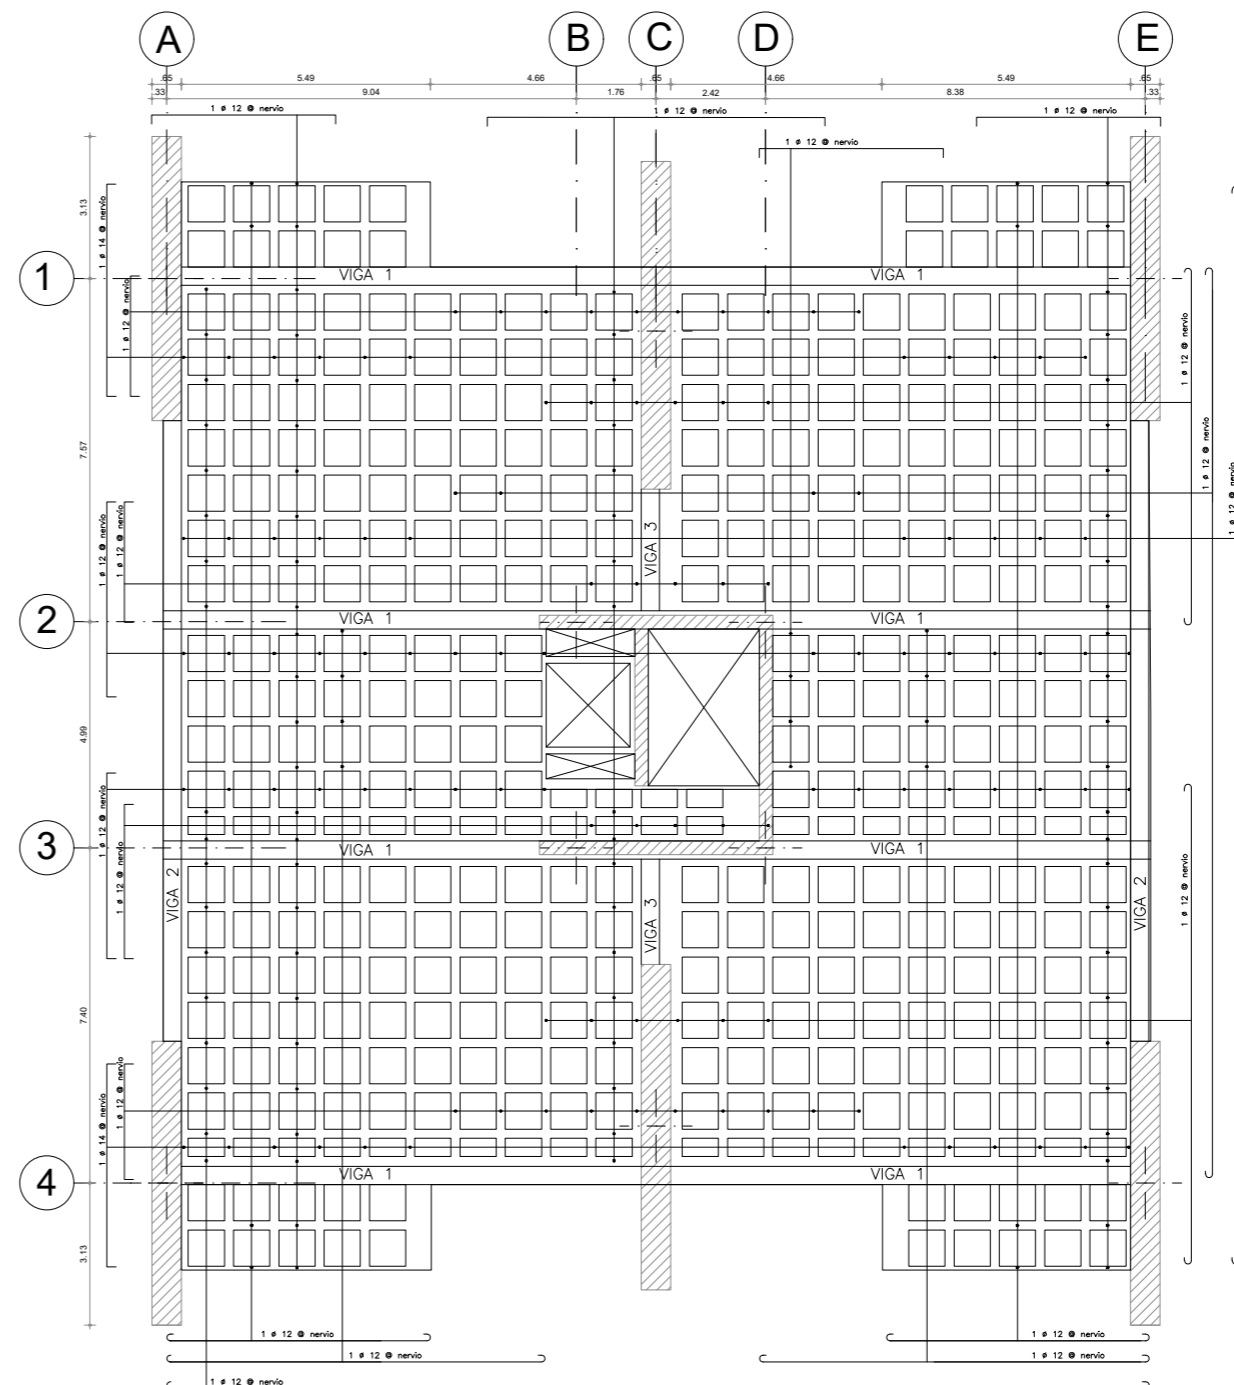 A B C D E
.65 5.49 4.66 .65 4.66 5.49 .65
.33 9.04 1.76 2.42 8.38 .33
1 ø 12 @ nervio
1 ø 12 @ nervio
1 ø 12 @ nervio
1 ø 12 @ nervio
3.13
1 ø 14 @ nervio
1
VIGA 1 VIGA 1
1 ø 12 @ nervio
1 ø 12 @ nervio
7.57
1 ø 12 @ nervio
1 ø 12 @ nervio
1 ø 12 @ nervio
1 ø 12 @ nervio
VIGA 3
2
VIGA 1 VIGA 1
4.99
1 ø 12 @ nervio
3
VIGA 1 VIGA 1
1 ø 12 @ nervio
VIGA 2
VIGA 3
VIGA 2
1 ø 12 @ nervio
7.40
1 ø 14 @ nervio
1 ø 12 @ nervio
4
VIGA 1 VIGA 1
3.13
1 ø 12 @ nervio 1 ø 12 @ nervio
1 ø 12 @ nervio 1 ø 12 @ nervio
1 ø 12 @ nervio